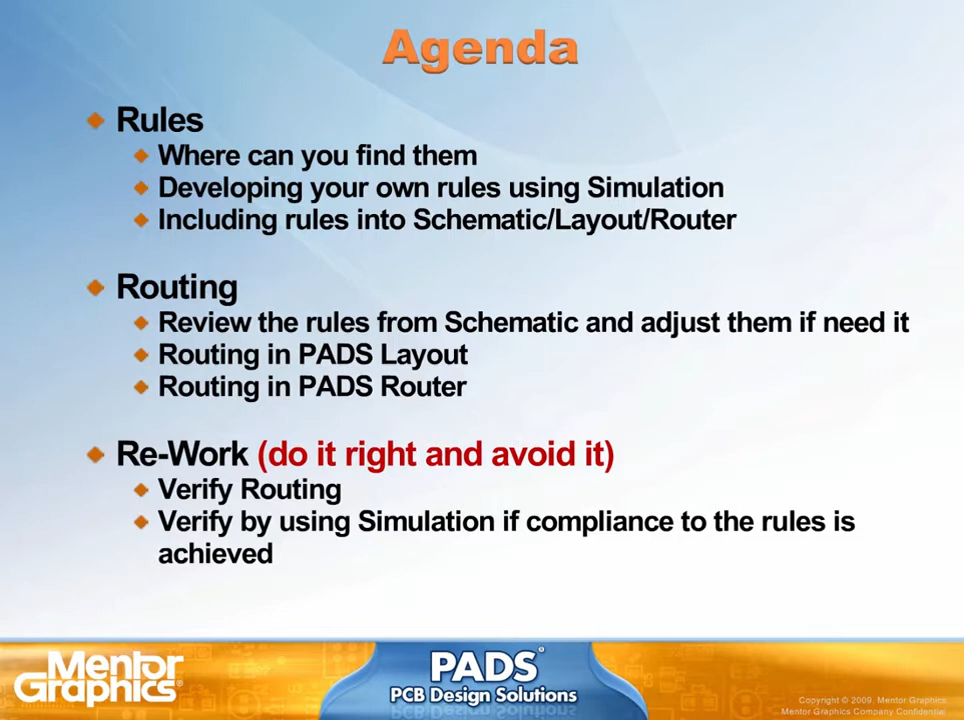 Agenda
Rules
Where can you find them
Developing your own rules using Simulation
Including rules into Schematic/Layout/Router
Routing
Review the rules from Schematic and adjust them if need it
Routing in PADS Layout
Routing in PADS Router
Re-Work (do it right and avoid it)
Verify Routing
Verify by using Simulation if compliance to the rules is
achieved
Mentor
Graphics®
PADS®
PCB Design Solutions
Copyright © 2009, Mentor Graphics
Mentor Graphics Company Confidential